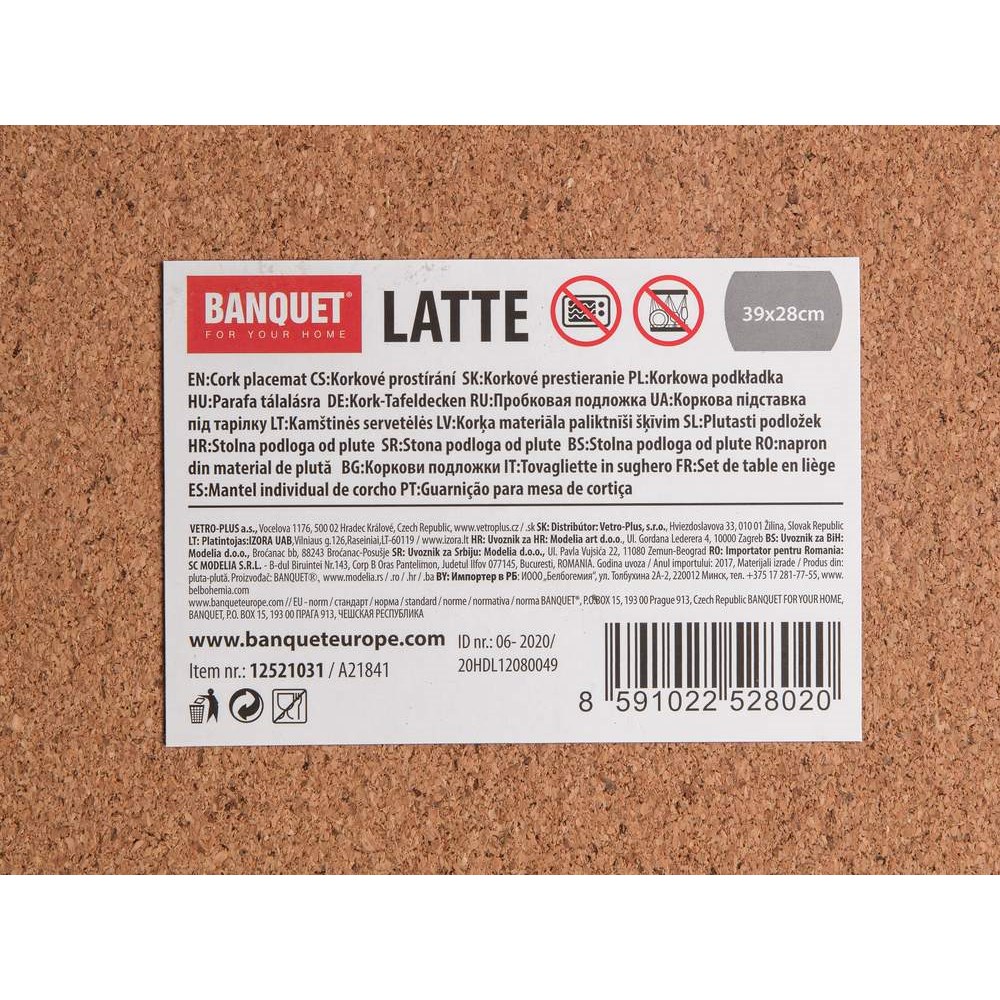 BANQUET®
FOR YOUR HOME
LATTE
39x28cm
EN:Cork placemat CS:Korkové prostírání SK:Korkové prestieranie PL:Korkowa podkładka
HU:Parafa tálalásra DE:Kork-Tafeldecken RU:Пробковая подложка UA:Коркова підставка
під тарілку LT:Kamštinės servetėlės LV:Korķa materiāla paliktnīši šķīvim SL:Plutasti podložek
HR:Stolna podloga od plute SR:Stona podloga od plute BS:Stolna podloga od plute RO:napron
din material de plută BG:Коркови подложки IT:Tovagliette in sughero FR:Set de table en liège
ES:Mantel individual de corcho PT:Guarnição para mesa de cortiça
VETRO-PLUS a.s., Vocelova 1176, 500 02 Hradec Králové, Czech Republic, www.vetroplus.cz / .sk SK: Distribútor: Vetro-Plus, s.r.o., Hviezdoslavova 33, 010 01 Žilina, Slovak Republic
LT: Platintojas:IZORA UAB,Vilniaus g.126,Raseiniai,LT-60119 / www.izora.lt HR: Uvoznik za HR: Modelia art d.o.o., Ul. Gordana Lederera 4, 10000 Zagreb BS: Uvoznik za BiH:
Modelia d.o.o., Broćanac bb, 88243 Broćanac-Posušje SR: Uvoznik za Srbiju: Modelia d.o.o., Ul. Pavla Vujsića 22, 11080 Zemun-Beograd RO: Importator pentru Romania:
SC MODELIA S.R.L. - B-dul Biruintei Nr.143, Corp B Oras Pantelimon, Judetul Ilfov, Cod Postal 077145, Bucuresti, ROMANIA. Godina uvoza / Anul importului: 2017, Materijali izrade / Produs din:
pluta-plută. Proizvođač: BANQUET®, www.modelia.rs / .ro / .hr / .ba BY: Импортер в РБ: ИООО „Белбогемия“, ул. Толбухина 2А-2, 220012 Минск, тел. +375 17 281-77-55, www.
belbohemia.com
www.banqueteurope.com // EU - norm / стандарт / норма / standard / norme / normativa / norma BANQUET®, P.O.BOX 15, 193 00 Prague 913, Czech Republic BANQUET FOR YOUR HOME,
BANQUET, P.O. BOX 15, 193 00 ПРАГА 913, ЧЕШСКАЯ РЕСПУБЛИКА
www.banqueteurope.com
ID nr.: 06- 2020/
20HDL12080049
Item nr.: 12521031 / A21841
8 591022 528020